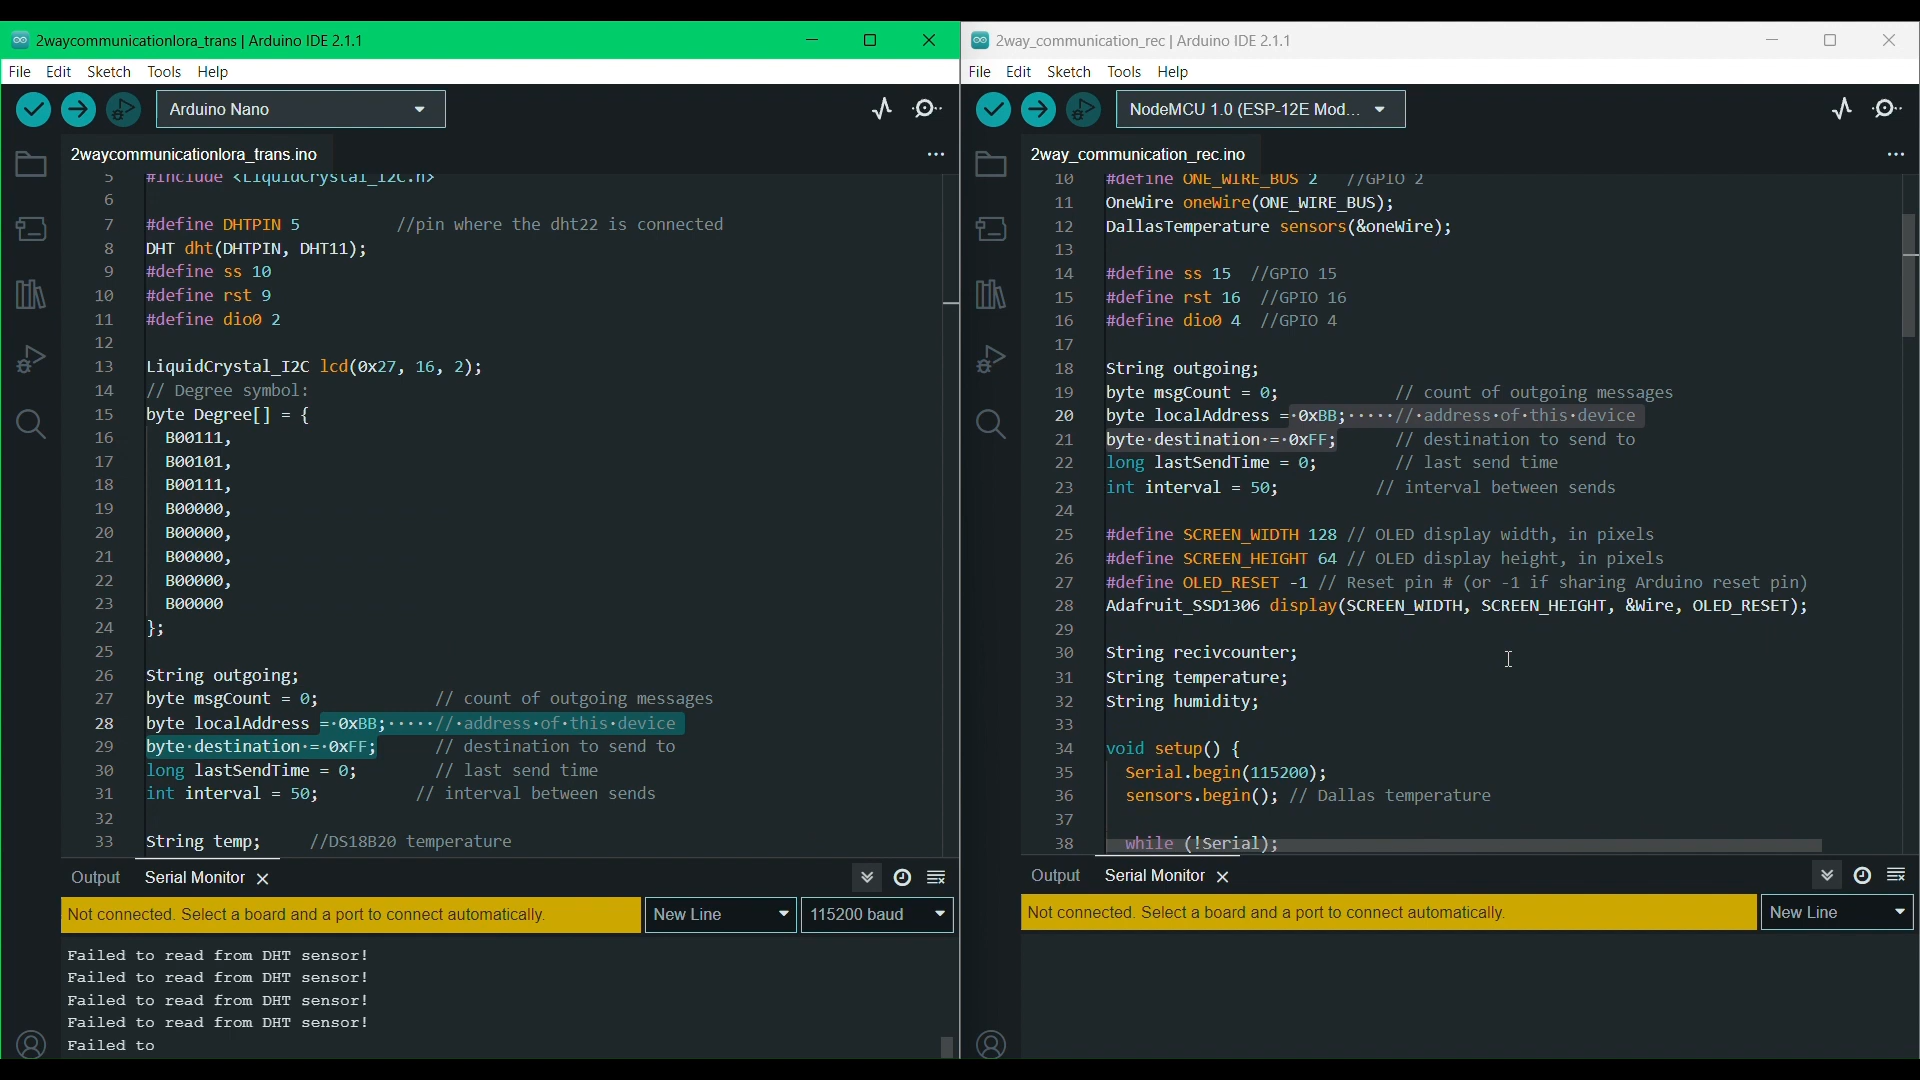 2waycommunicationlora_trans | Arduino IDE 2.1.1
File Edit Sketch Tools Help
Arduino Nano
2waycommunicationlora_trans.ino
5 #include <LiquidCrystal_I2C.h>
6
7 #define DHTPIN 5 //pin where the dht22 is connected
8 DHT dht(DHTPIN, DHT11);
9 #define ss 10
10 #define rst 9
11 #define dio0 2
12
13 LiquidCrystal_I2C lcd(0x27, 16, 2);
14 // Degree symbol:
15 byte Degree[] = {
16 B00111,
17 B00101,
18 B00111,
19 B00000,
20 B00000,
21 B00000,
22 B00000,
23 B00000
24 };
25
26 String outgoing;
27 byte msgCount = 0; // count of outgoing messages
28 byte localAddress =·0xBB;·····//·address·of·this·device
29 byte·destination·=·0xFF; // destination to send to
30 long lastSendTime = 0; // last send time
31 int interval = 50; // interval between sends
32
33 String temp; //DS18B20 temperature
Output Serial Monitor
Not connected. Select a board and a port to connect automatically.
New Line
115200 baud
Failed to read from DHT sensor!
Failed to read from DHT sensor!
Failed to read from DHT sensor!
Failed to read from DHT sensor!
Failed to
2way_communication_rec | Arduino IDE 2.1.1
File Edit Sketch Tools Help
NodeMCU 1.0 (ESP-12E Mod...
2way_communication_rec.ino
10 #define ONE_WIRE_BUS 2 //GPIO 2
11 OneWire oneWire(ONE_WIRE_BUS);
12 DallasTemperature sensors(&oneWire);
13
14 #define ss 15 //GPIO 15
15 #define rst 16 //GPIO 16
16 #define dio0 4 //GPIO 4
17
18 String outgoing;
19 byte msgCount = 0; // count of outgoing messages
20 byte localAddress =·0xBB;·····//·address·of·this·device
21 byte·destination·=·0xFF; // destination to send to
22 long lastSendTime = 0; // last send time
23 int interval = 50; // interval between sends
24
25 #define SCREEN_WIDTH 128 // OLED display width, in pixels
26 #define SCREEN_HEIGHT 64 // OLED display height, in pixels
27 #define OLED_RESET -1 // Reset pin # (or -1 if sharing Arduino reset pin)
28 Adafruit_SSD1306 display(SCREEN_WIDTH, SCREEN_HEIGHT, &Wire, OLED_RESET);
29
30 String recivcounter;
31 String temperature;
32 String humidity;
33
34 void setup() {
35 Serial.begin(115200);
36 sensors.begin(); // Dallas temperature
37
38 while (!Serial);
Output Serial Monitor
Not connected. Select a board and a port to connect automatically.
New Line